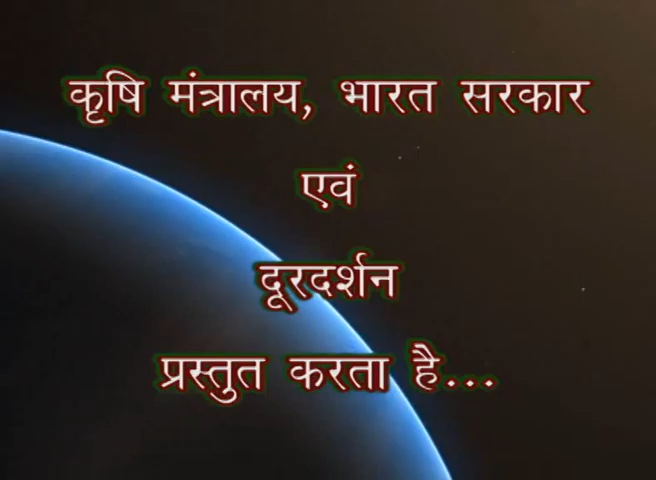 कृषि मंत्रालय, भारत सरकार
एवं
दूरदर्शन
प्रस्तुत करता है...